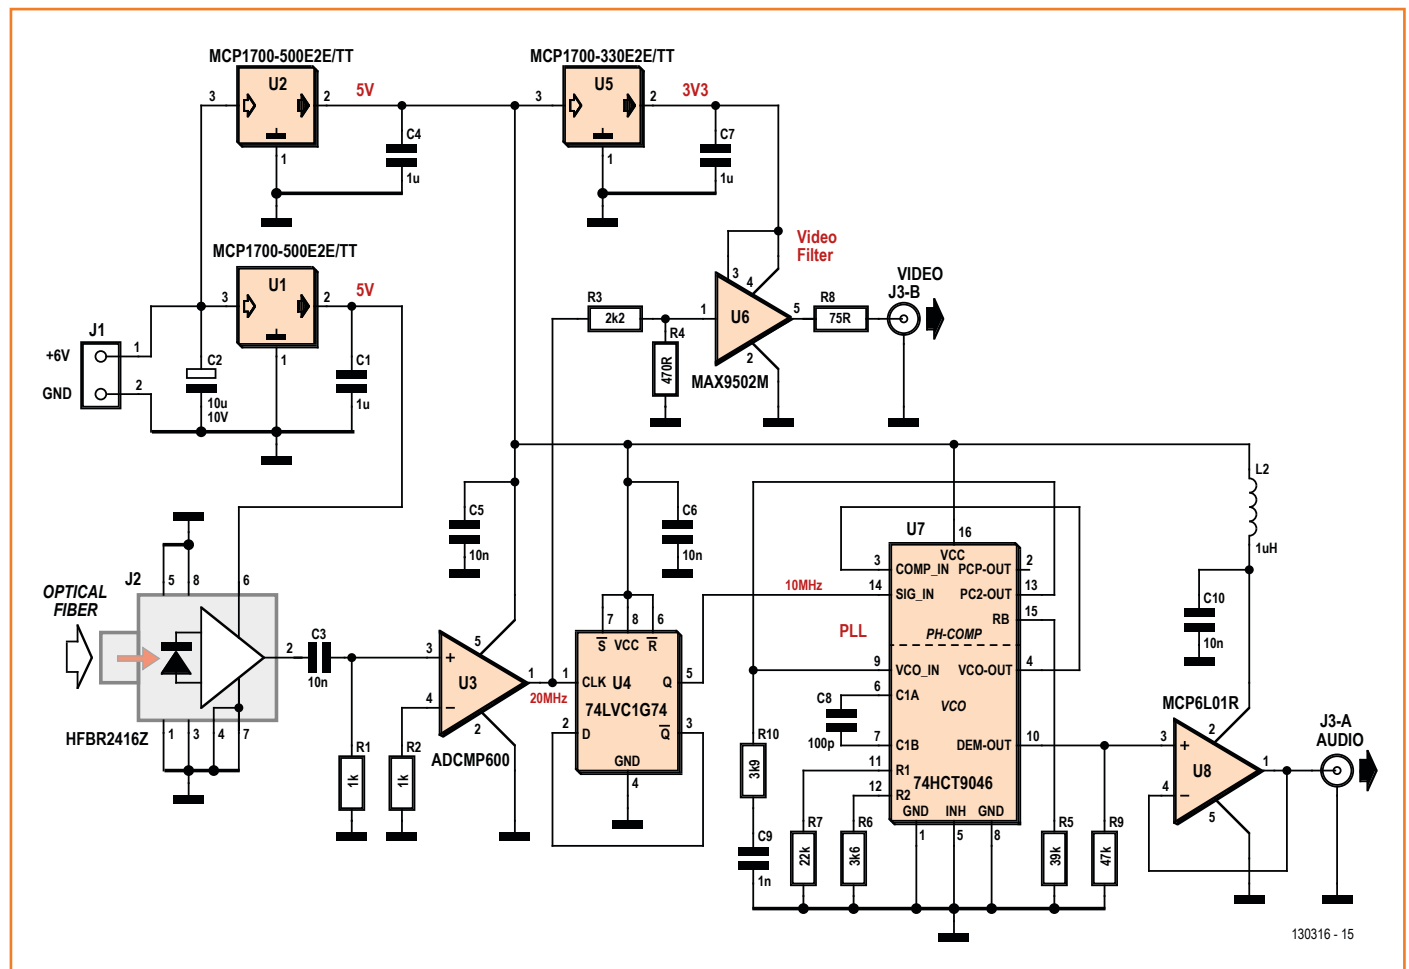 MCP1700-500E2E/TT
U2
3
2
1
5V
C4
1u
MCP1700-330E2E/TT
U5
3
2
1
3V3
C7
1u
MCP1700-500E2E/TT
U1
3
2
1
5V
J1
+6V
1
GND
2
C2
10u
10V
C1
1u
Video
Filter
R3
2k2
R4
470R
1
3
4
U6
5
2
MAX9502M
R8
75R
VIDEO
J3-B
OPTICAL
FIBER
J2
5
8
6
2
1
3
4
7
HFBR2416Z
C3
10n
R1
1k
R2
1k
3
+
4
–
5
U3
1
2
ADCMP600
20MHz
C5
10n
C6
10n
7
8
6
S VCC R
1
CLK
U4
Q
5
74LVC1G74
2
D
Q
3
GND
4
10MHz
PLL
U7
16
VCC
3
COMP_IN
PCP-OUT
2
14
SIG_IN
PC2-OUT
13
RB
15
PH-COMP
9
VCO_IN
VCO-OUT
4
6
C1A
VCO
7
C1B
DEM-OUT
10
11
R1
74HCT9046
12
R2
GND INH GND
1
5
8
C8
100p
R10
3k9
C9
1n
R7
22k
R6
3k6
R5
39k
R9
47k
L2
1uH
C10
10n
MCP6L01R
3
+
4
–
2
U8
1
5
J3-A
AUDIO
130316 - 15